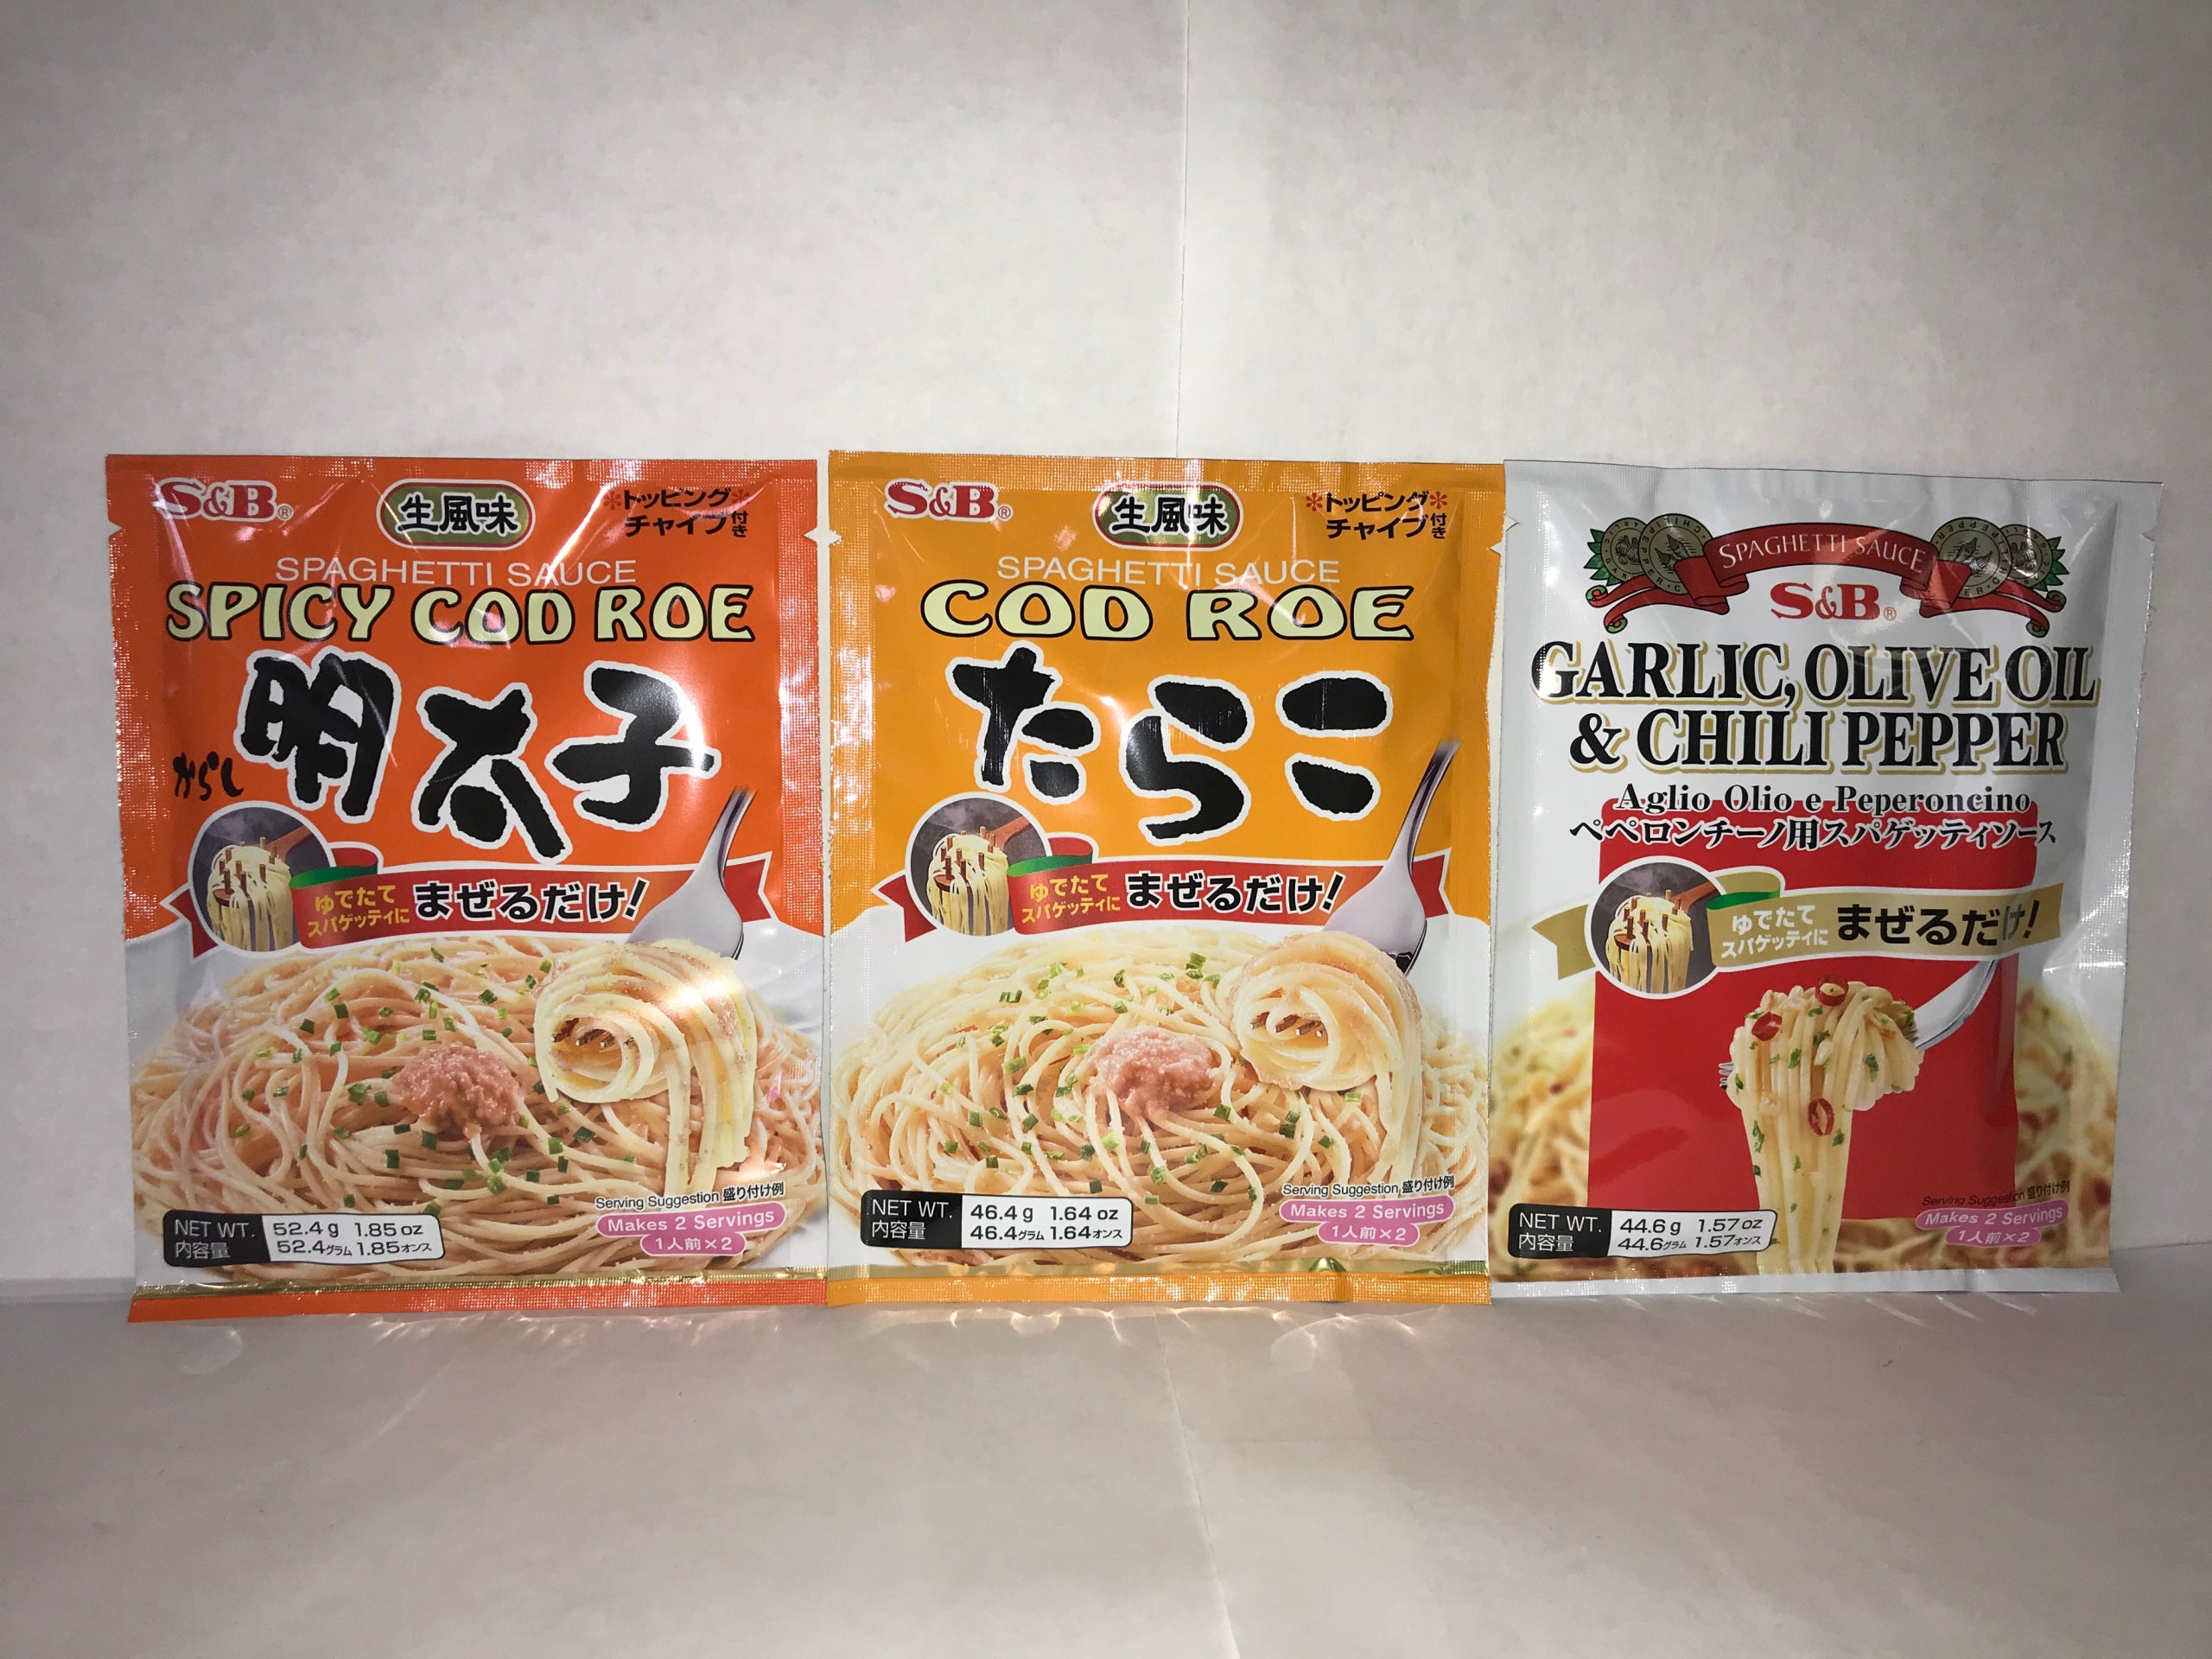 S&B®
生風味
*トッピング*
チャイブ付き
SPAGHETTI SAUCE
SPICY COD ROE
からし
明太子
ゆでたて
スパゲッティに
まぜるだけ!
Serving Suggestion 盛り付け例
Makes 2 Servings
1人前×2
NET WT. 52.4g 1.85oz
内容量 52.4グラム 1.85オンス
S&B®
生風味
*トッピング*
チャイブ付き
SPAGHETTI SAUCE
COD ROE
たらこ
ゆでたて
スパゲッティに
まぜるだけ!
Serving Suggestion 盛り付け例
Makes 2 Servings
1人前×2
NET WT. 46.4g 1.64oz
内容量 46.4グラム 1.64オンス
SPAGHETTI SAUCE
S&B®
GARLIC, OLIVE OIL
& CHILI PEPPER
Aglio Olio e Peperoncino
ペペロンチーノ用スパゲッティソース
ゆでたて
スパゲッティに
まぜるだけ!
Serving Suggestion 盛り付け例
Makes 2 Servings
1人前×2
NET WT. 44.6g 1.57oz
内容量 44.6グラム 1.57オンス